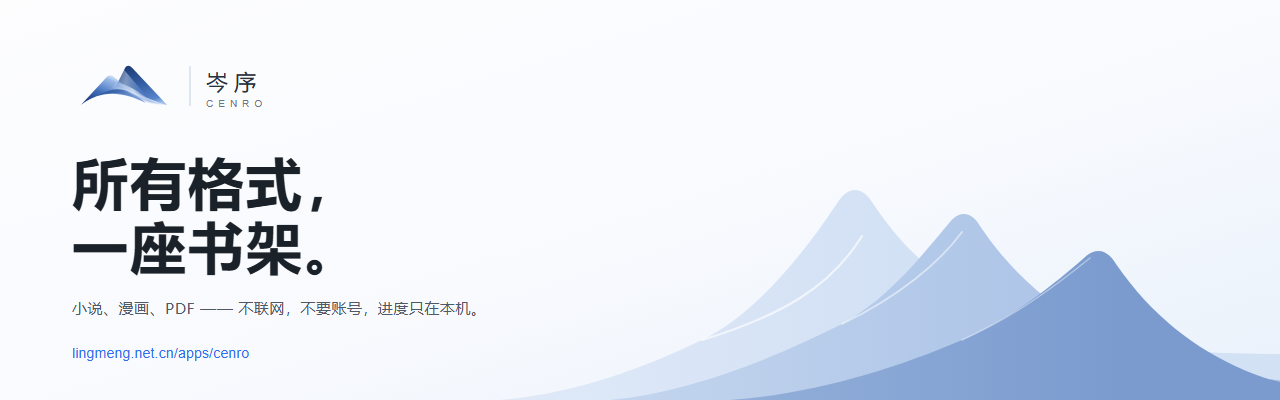 岑序
CENRO
所有格式，
一座书架。
小说、漫画、PDF —— 不联网，不要账号，进度只在本机。
lingmeng.net.cn/apps/cenro